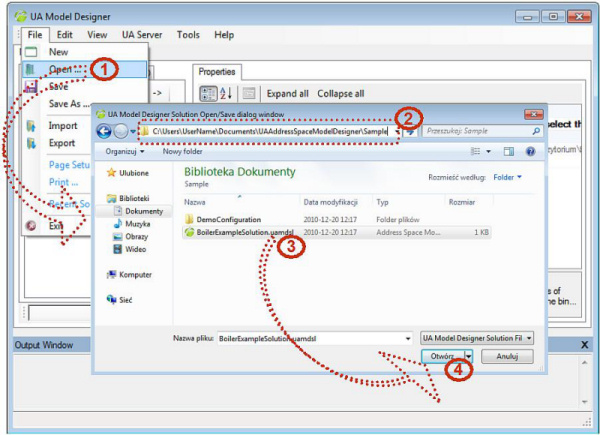 UA Model Designer
File Edit View UA Server Tools Help
New
Open ...
1
Save
Save As ...
Import
Export
Page Setu
Print ...
Recent So
Exit
Properties
->
Expand all Collapse all
UA Model Designer Solution Open/Save dialog window
2
C:\Users\UserName\Documents\UAAddressSpaceModelDesigner\Sample
Przeszukaj: Sample
select th
Organizuj Nowy folder
zytorium\
Ulubione
Biblioteki
Dokumenty
Muzyka
Obrazy
Wideo
Komputer
Sieć
Biblioteka Dokumenty
Sample
Rozmieść według: Folder
Nazwa Data modyfikacji Typ Rozmiar
DemoConfiguration 2010-12-20 12:17 Folder plików
BoilerExampleSolution.uamdsl 2010-12-20 12:17 Address Space Mo... 1 KB
3
s of
he bin...
Nazwa pliku: BoilerExampleSolution.uamdsl
UA Model Designer Solution Fil
Otwórz Anuluj
4
Output Window X